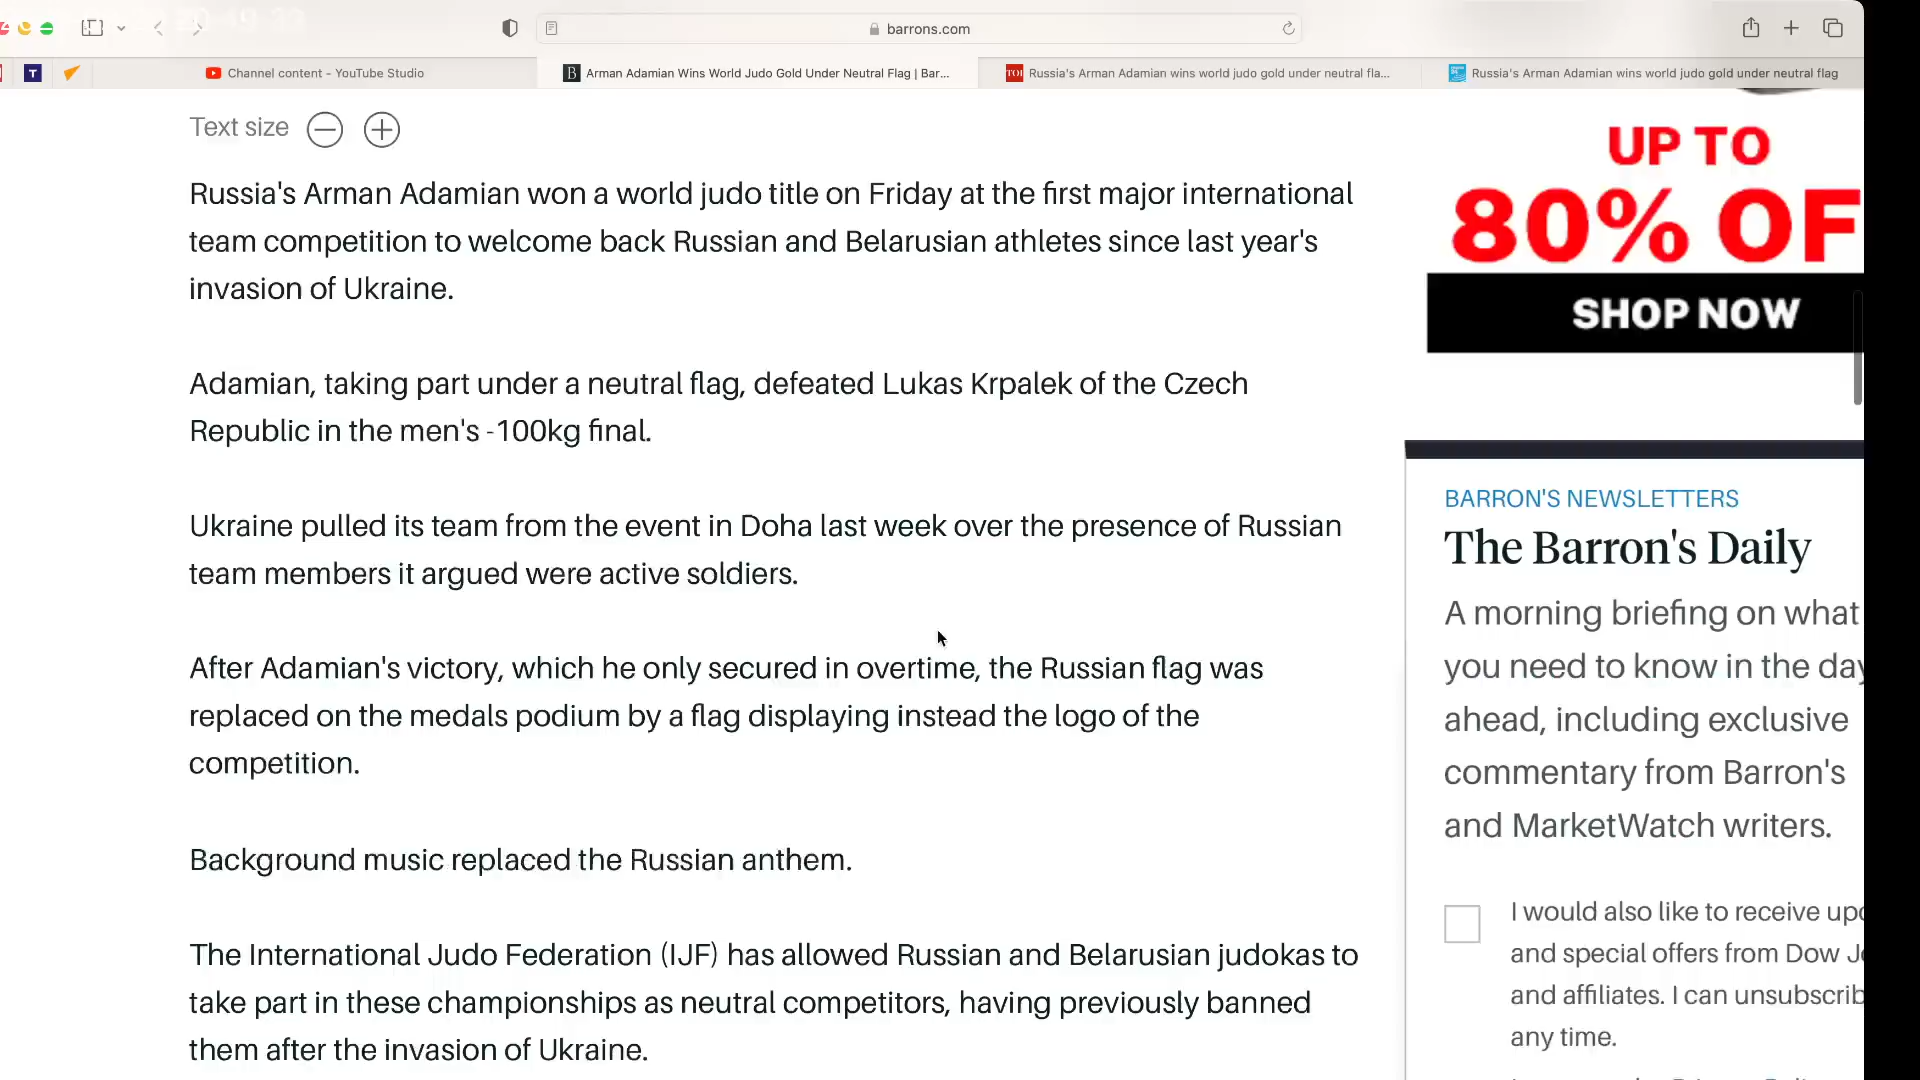 barrons.com
T
Channel content - YouTube Studio
B
Arman Adamian Wins World Judo Gold Under Neutral Flag | Bar...
TOI
Russia's Arman Adamian wins world judo gold under neutral fla...
Russia's Arman Adamian wins world judo gold under neutral flag
Text size
Russia's Arman Adamian won a world judo title on Friday at the first major international
team competition to welcome back Russian and Belarusian athletes since last year's
invasion of Ukraine.
Adamian, taking part under a neutral flag, defeated Lukas Krpalek of the Czech
Republic in the men's -100kg final.
Ukraine pulled its team from the event in Doha last week over the presence of Russian
team members it argued were active soldiers.
After Adamian's victory, which he only secured in overtime, the Russian flag was
replaced on the medals podium by a flag displaying instead the logo of the
competition.
Background music replaced the Russian anthem.
The International Judo Federation (IJF) has allowed Russian and Belarusian judokas to
take part in these championships as neutral competitors, having previously banned
them after the invasion of Ukraine.
UP TO
80% OF
SHOP NOW
BARRON'S NEWSLETTERS
The Barron's Daily
A morning briefing on what
you need to know in the day
ahead, including exclusive
commentary from Barron's
and MarketWatch writers.
I would also like to receive
and special offers from Dow
and affiliates. I can
any time.